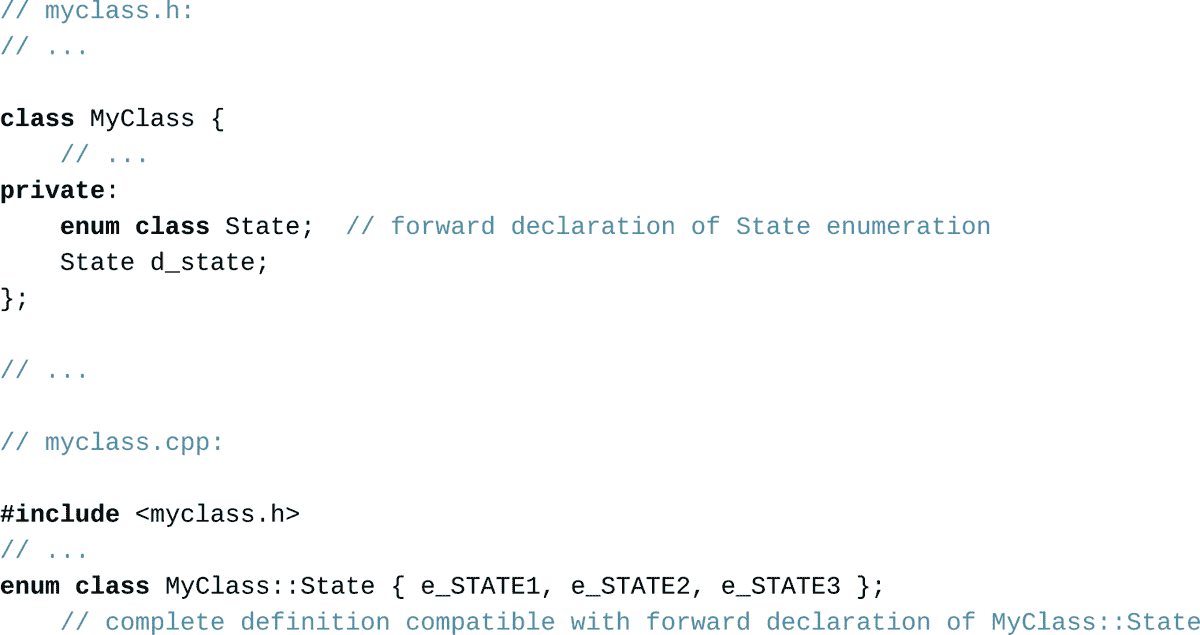 // myclass.h:
// ...
class MyClass {
    // ...
private:
    enum class State;  // forward declaration of State enumeration
    State d_state;
};
// ...
// myclass.cpp:
#include <myclass.h>
// ...
enum class MyClass::State { e_STATE1, e_STATE2, e_STATE3 };
    // complete definition compatible with forward declaration of MyClass::State